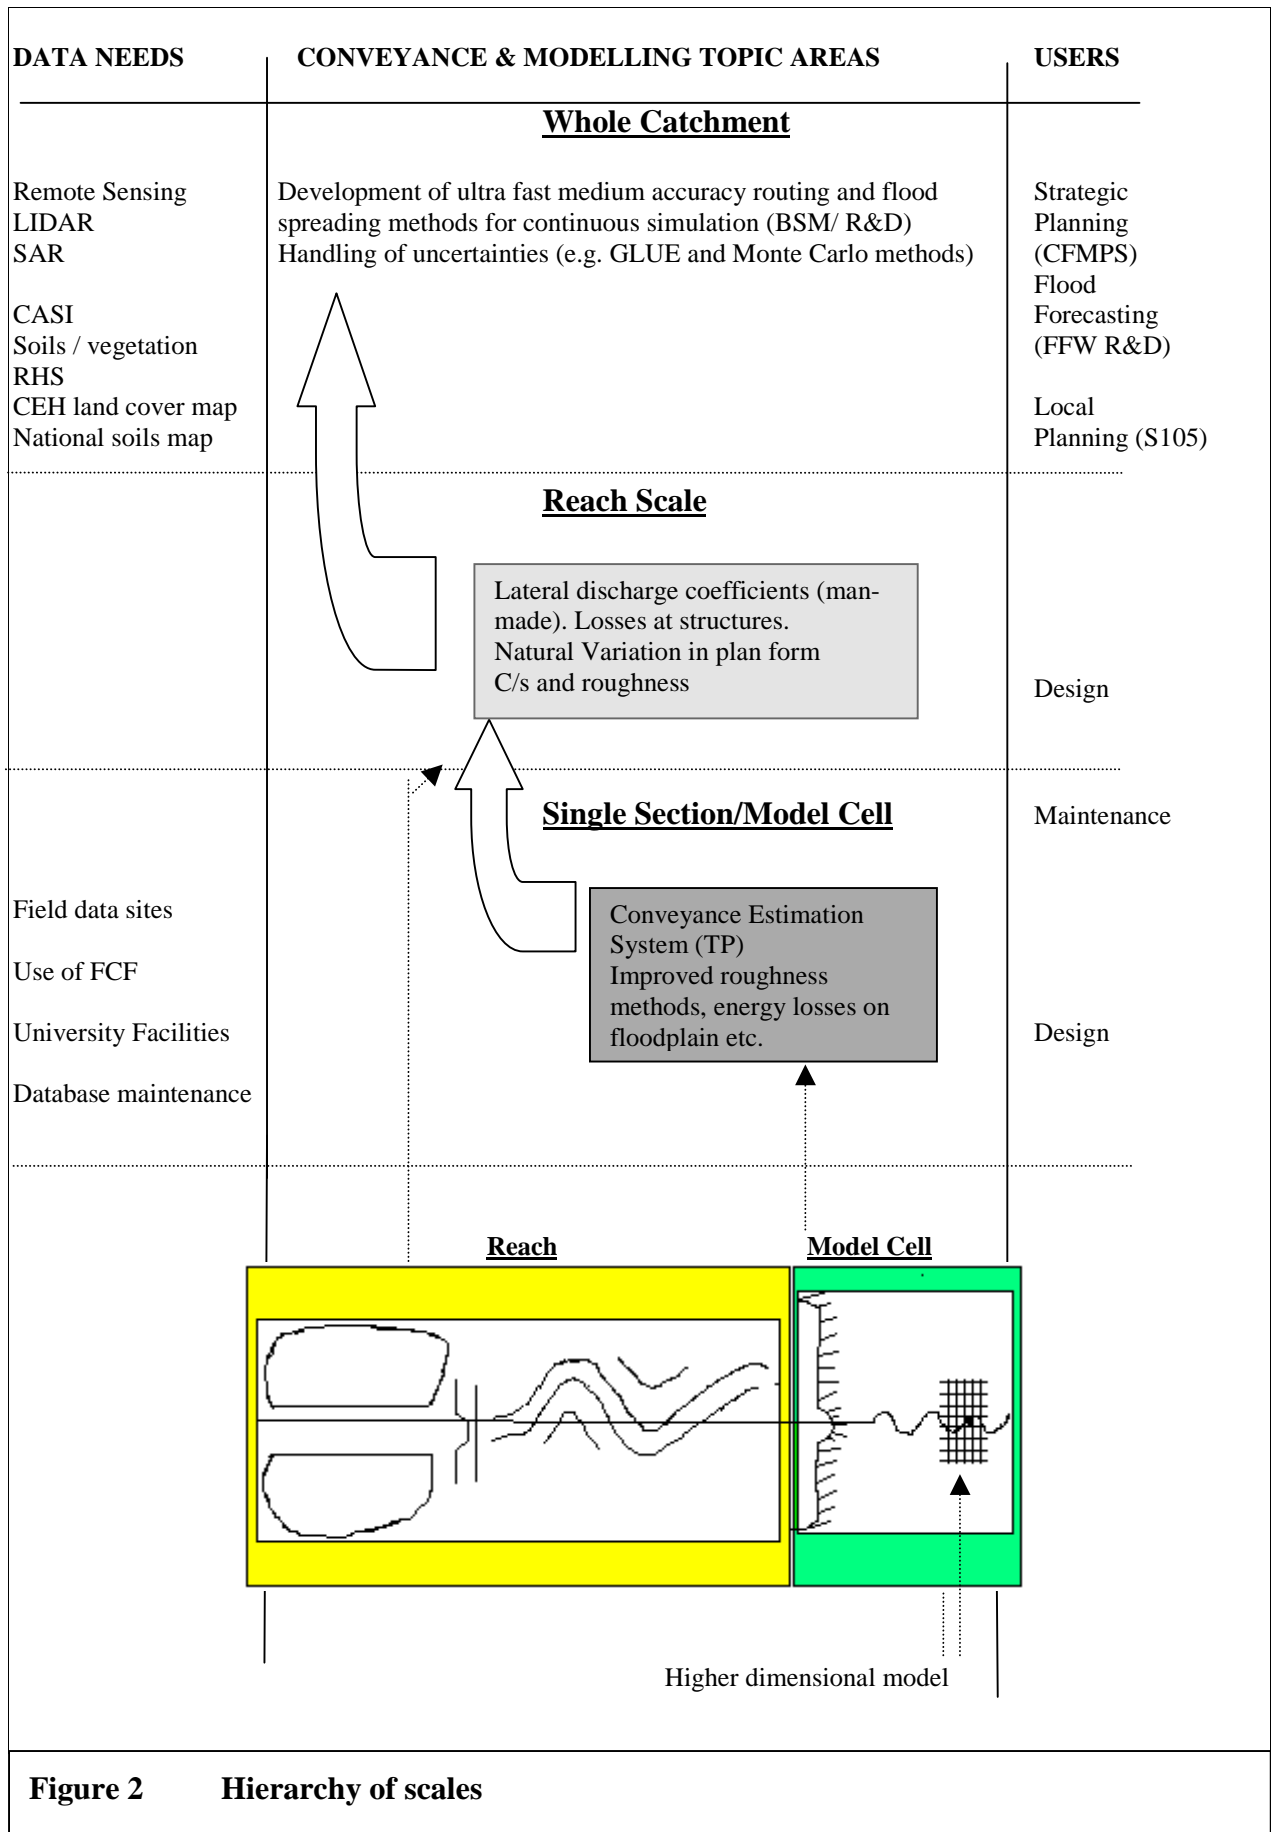 DATA NEEDS
CONVEYANCE & MODELLING TOPIC AREAS
USERS
Whole Catchment
Remote Sensing
LIDAR
SAR
CASI
Soils / vegetation
RHS
CEH land cover map
National soils map
Development of ultra fast medium accuracy routing and flood
spreading methods for continuous simulation (BSM/ R&D)
Handling of uncertainties (e.g. GLUE and Monte Carlo methods)
Strategic
Planning
(CFMPS)
Flood
Forecasting
(FFW R&D)
Local
Planning (S105)
Reach Scale
Lateral discharge coefficients (man-
made). Losses at structures.
Natural Variation in plan form
C/s and roughness
Design
Single Section/Model Cell
Maintenance
Field data sites
Use of FCF
University Facilities
Database maintenance
Conveyance Estimation
System (TP)
Improved roughness
methods, energy losses on
floodplain etc.
Design
Reach
Model Cell
Higher dimensional model
Figure 2 Hierarchy of scales